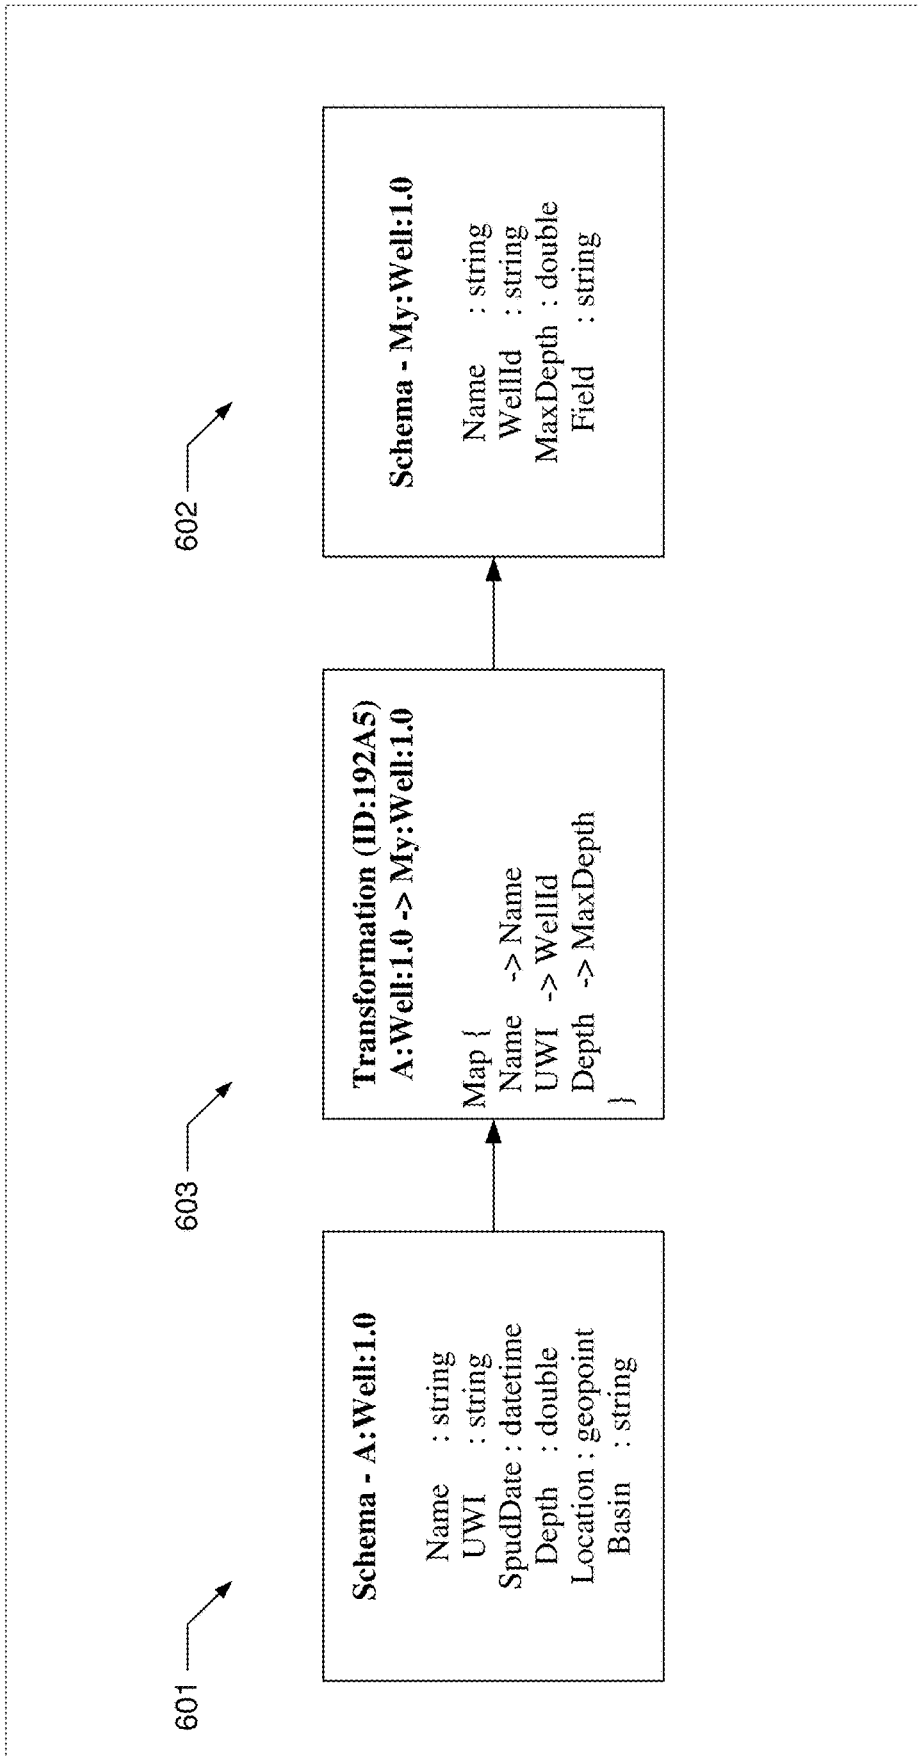 601
Schema - A:Well:1.0
Name : string
UWI : string
SpudDate : datetime
Depth : double
Location : geopoint
Basin : string
603
Transformation (ID:192A5)
A:Well:1.0 -> My:Well:1.0
Map {
Name -> Name
UWI -> WellId
Depth -> MaxDepth
}
602
Schema - My:Well:1.0
Name : string
WellId : string
MaxDepth : double
Field : string